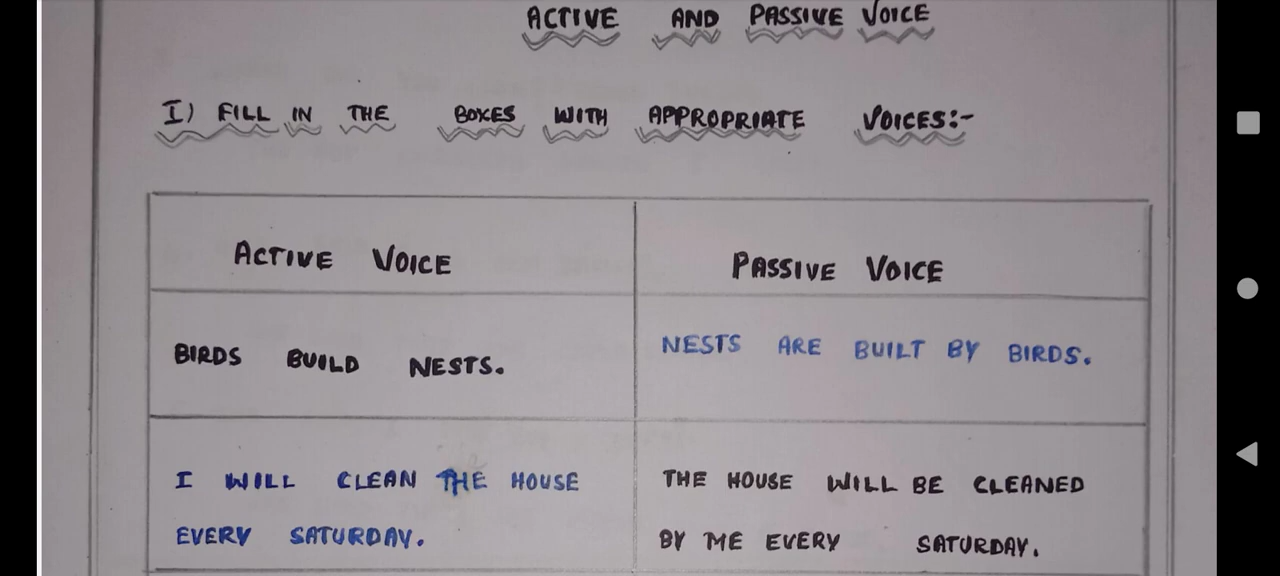 ACTIVE AND PASSIVE VOICE
I) FILL IN THE BOXES WITH APPROPRIATE VOICES:-
ACTIVE VOICE
PASSIVE VOICE
BIRDS BUILD NESTS.
NESTS ARE BUILT BY BIRDS.
I WILL CLEAN THE HOUSE
EVERY SATURDAY.
THE HOUSE WILL BE CLEANED
BY ME EVERY SATURDAY.